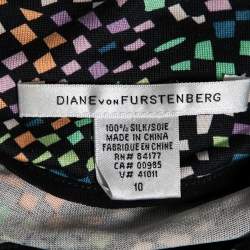 DIANE VON FURSTENBERG
100% SILK/SOIE
MADE IN CHINA
FABRIQUE EN CHINE
RN# 84177
CA# 00985
V# 41011
10